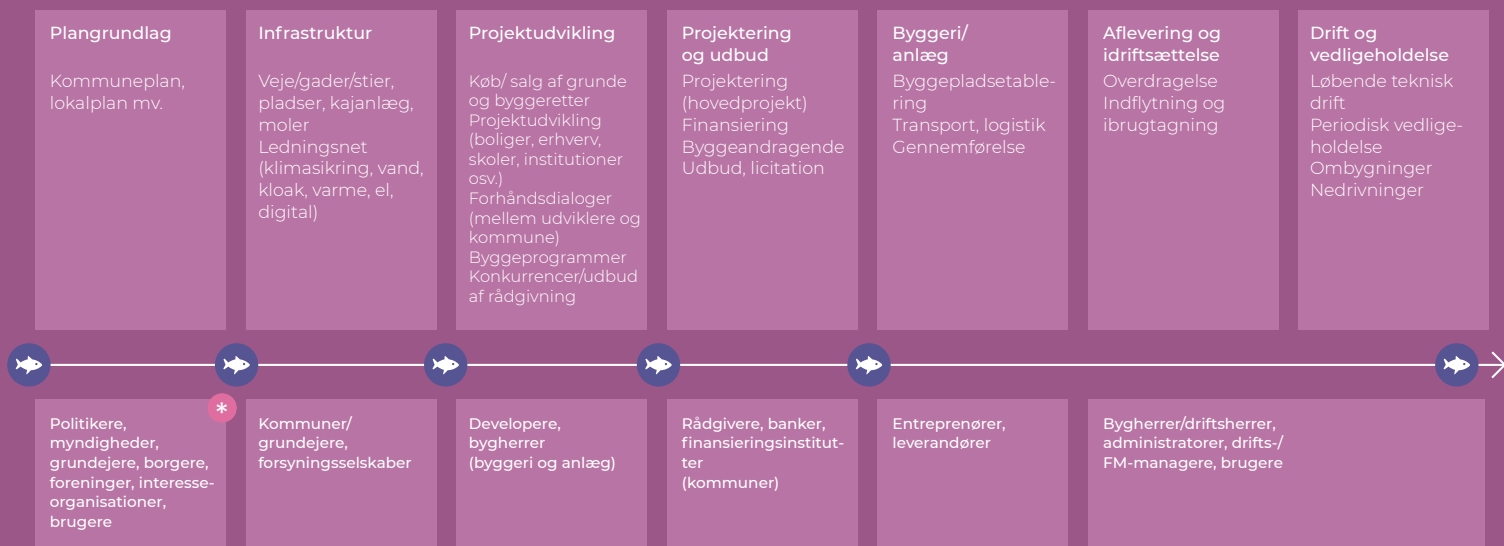 Plangrundlag
Kommuneplan,
lokalplan mv.
Infrastruktur
Veje/gader/stier,
pladser, kajanlæg,
moler
Ledningsnet
(klimasikring, vand,
kloak, varme, el,
digital)
Projektudvikling
Køb/ salg af grunde
og byggeretter
Projektudvikling
(boliger, erhverv,
skoler, institutioner
osv.)
Forhåndsdialoger
(mellem udviklere og
kommune)
Byggeprogrammer
Konkurrencer/udbud
af rådgivning
Projektering
og udbud
Projektering
(hovedprojekt)
Finansiering
Byggeandragende
Udbud, licitation
Byggeri/
anlæg
Byggepladsetable-
ring
Transport, logistik
Gennemførelse
Aflevering og
idriftsættelse
Overdragelse
Indflytning og
ibrugtagning
Drift og
vedligeholdelse
Løbende teknisk
drift
Periodisk vedlige-
holdelse
Ombygninger
Nedrivninger
Politikere,
myndigheder,
grundejere, borgere,
foreninger, interesse-
organisationer,
brugere
*
Kommuner/
grundejere,
forsyningsselskaber
Developere,
bygherrer
(byggeri og anlæg)
Rådgivere, banker,
finansieringsinstitut-
ter
(kommuner)
Entreprenører,
leverandører
Bygherrer/driftsherrer,
administratorer, drifts-/
FM-managere, brugere